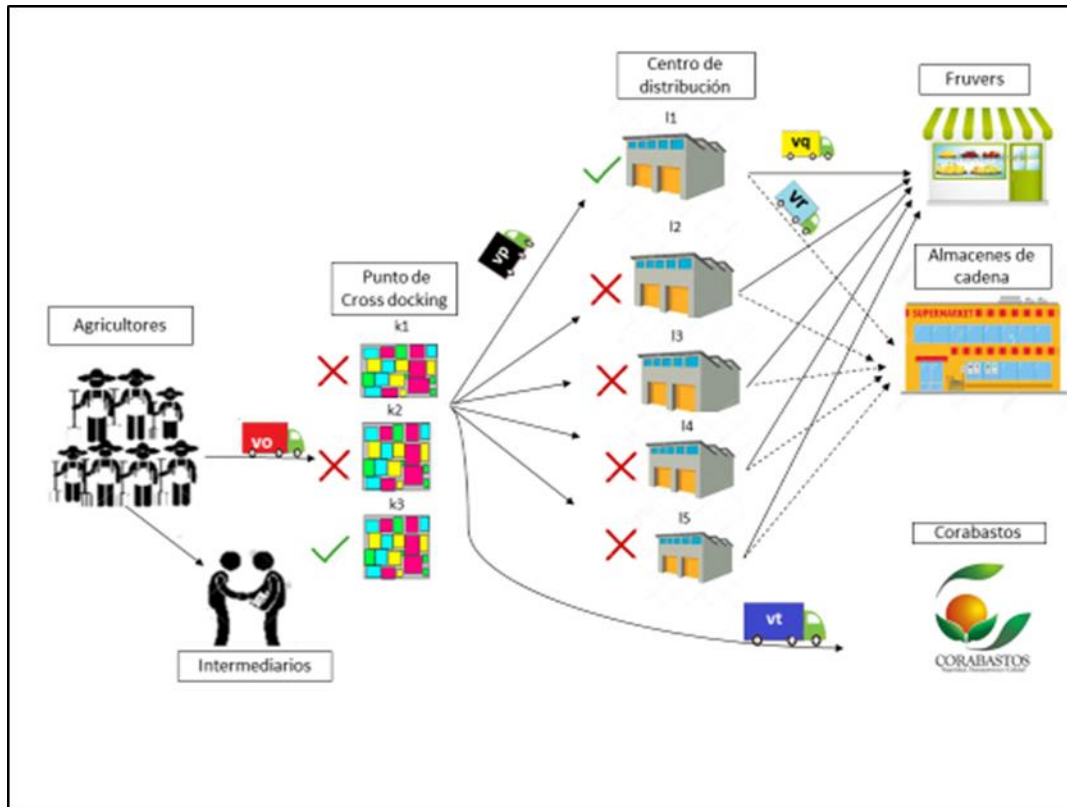 Centro de
distribución
Fruvers
l1
vq
vr
l2
vp
Almacenes de
cadena
Punto de
Cross docking
SUPERMARKET
Agricultores
k1
l3
k2
vo
l4
k3
l5
Corabastos
vt
Intermediarios
CORABASTOS